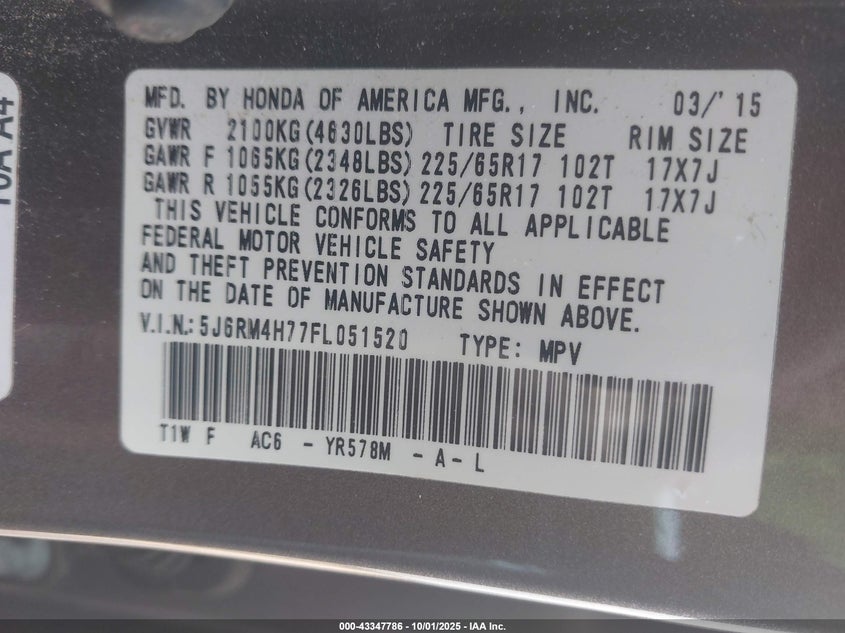 10A A4
MFD. BY HONDA OF AMERICA MFG., INC. 03/'15
GVWR 2100KG(4630LBS) TIRE SIZE RIM SIZE
GAWR F 1065KG(2348LBS) 225/65R17 102T 17X7J
GAWR R 1055KG(2326LBS) 225/65R17 102T 17X7J
THIS VEHICLE CONFORMS TO ALL APPLICABLE
FEDERAL MOTOR VEHICLE SAFETY
AND THEFT PREVENTION STANDARDS IN EFFECT
ON THE DATE OF MANUFACTURE SHOWN ABOVE.
V.I.N.: 5J6RM4H77FL051520 TYPE: MPV
T1W F AC6 - YR578M - A - L
000-43347786 - 10/01/2025 - IAA Inc.